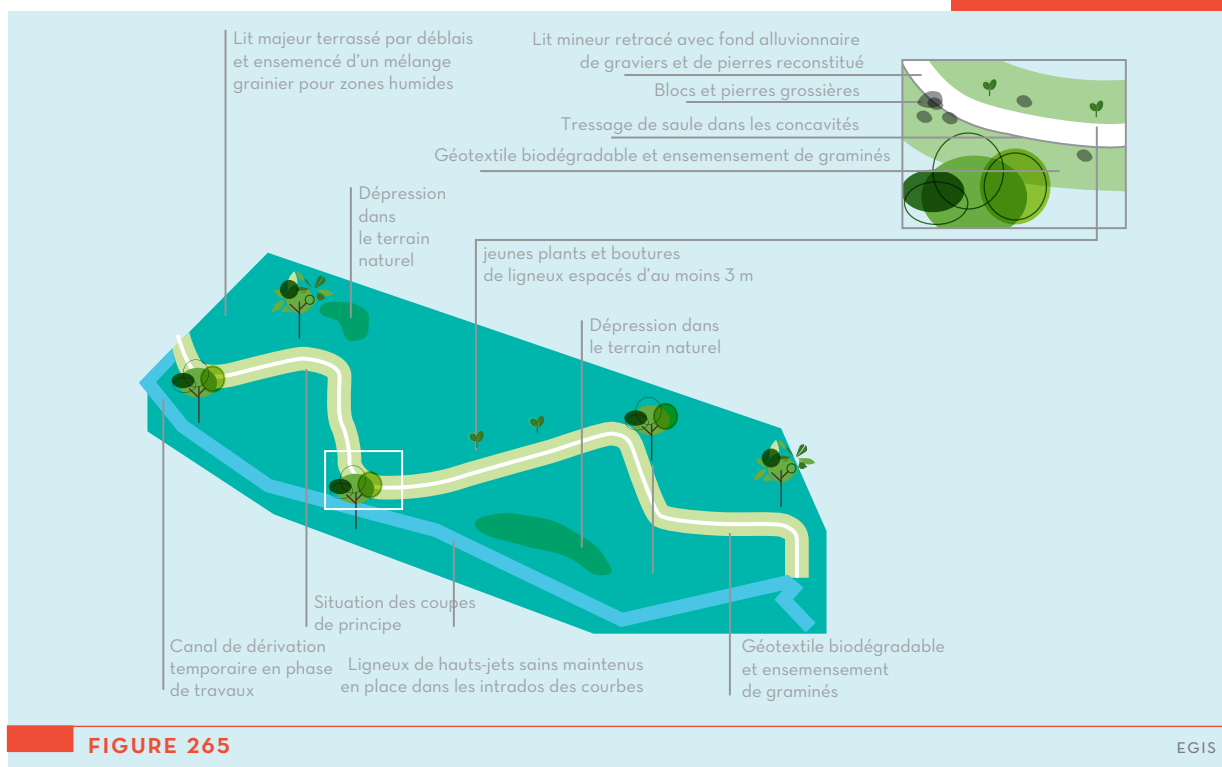 Lit majeur terrassé par déblais
et ensemencé d'un mélange
grainier pour zones humides
Lit mineur retracé avec fond alluvionnaire
de graviers et de pierres reconstitué
Blocs et pierres grossières
Tressage de saule dans les concavités
Géotextile biodégradable et ensemensement de graminés
Dépression
dans
le terrain
naturel
jeunes plants et boutures
de ligneux espacés d'au moins 3 m
Dépression dans
le terrain naturel
Situation des coupes
de principe
Canal de dérivation
temporaire en phase
de travaux
Ligneux de hauts-jets sains maintenus
en place dans les intrados des courbes
Géotextile biodégradable
et ensemensement
de graminés
FIGURE 265
EGIS